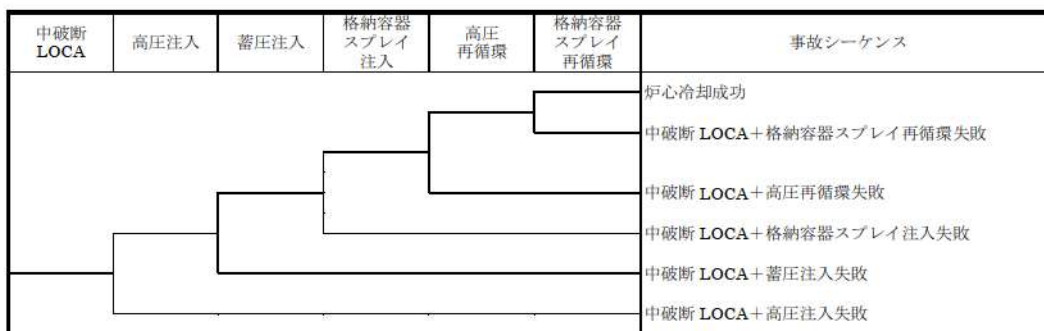 中破断
LOCA
高圧注入
蓄圧注入
格納容器
スプレイ
注入
高圧
再循環
格納容器
スプレイ
再循環
事故シーケンス
炉心冷却成功
中破断 LOCA＋格納容器スプレイ再循環失敗
中破断 LOCA＋高圧再循環失敗
中破断 LOCA＋格納容器スプレイ注入失敗
中破断 LOCA＋蓄圧注入失敗
中破断 LOCA＋高圧注入失敗